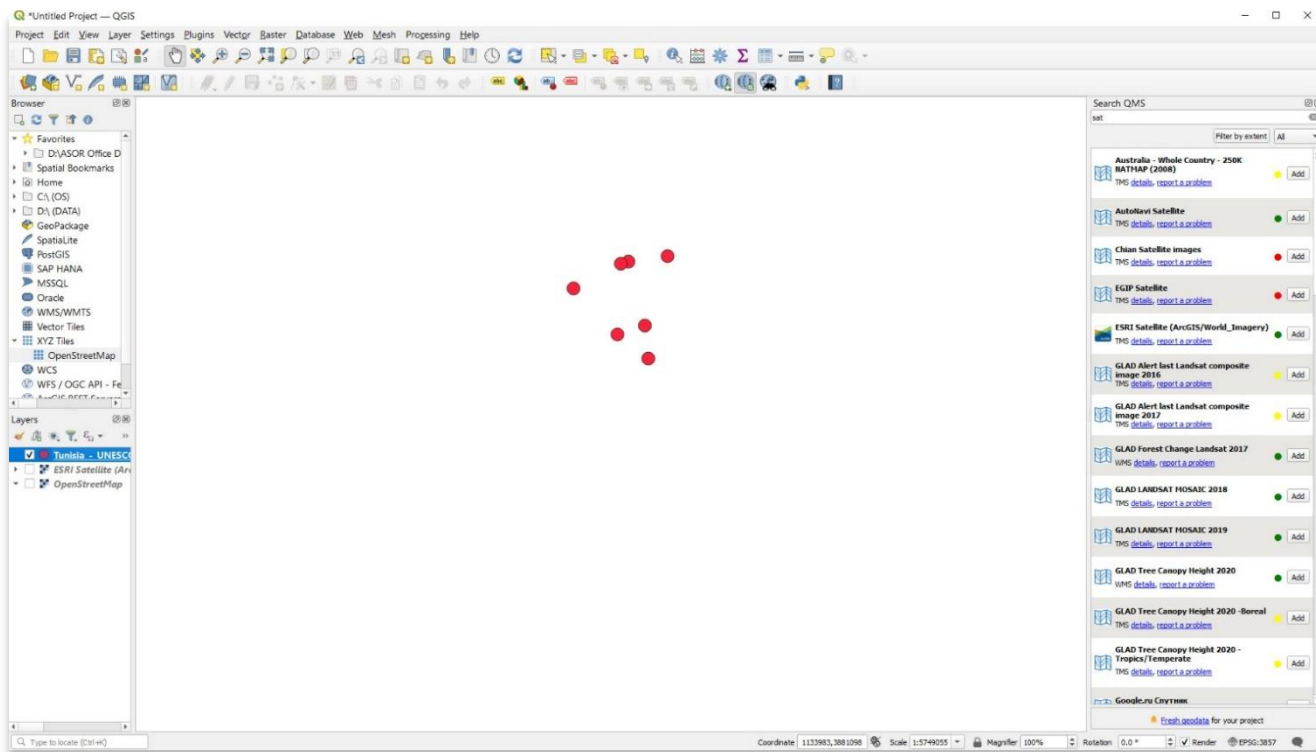 *Untitled Project — QGIS
Project Edit View Layer Settings Plugins Vector Raster Database Web Mesh Processing Help
Browser
Favorites
D:\ASOR Office D
Spatial Bookmarks
Home
C:\ (OS)
D:\ (DATA)
GeoPackage
SpatiaLite
PostGIS
SAP HANA
MSSQL
Oracle
WMS/WMTS
Vector Tiles
XYZ Tiles
OpenStreetMap
WCS
WFS / OGC API - Fe
Layers
Tunisia - UNESC
ESRI Satellite (Ar
OpenStreetMap
Search QMS
sat
Filter by extent All
Australia - Whole Country - 250K
NATMAP (2008)
TMS details, report a problem
Add
AutoNavi Satellite
TMS details, report a problem
Add
Chian Satellite images
TMS details, report a problem
Add
EGIP Satellite
TMS details, report a problem
Add
ESRI Satellite (ArcGIS/World_Imagery)
TMS details, report a problem
Add
GLAD Alert last Landsat composite
image 2016
TMS details, report a problem
Add
GLAD Alert last Landsat composite
image 2017
TMS details, report a problem
Add
GLAD Forest Change Landsat 2017
WMS details, report a problem
Add
GLAD LANDSAT MOSAIC 2018
TMS details, report a problem
Add
GLAD LANDSAT MOSAIC 2019
TMS details, report a problem
Add
GLAD Tree Canopy Height 2020
WMS details, report a problem
Add
GLAD Tree Canopy Height 2020 -Boreal
TMS details, report a problem
Add
GLAD Tree Canopy Height 2020 -
Tropics/Temperate
TMS details, report a problem
Add
Google.ru Спутник
Fresh geodata for your project
Type to locate (Ctrl+K) Coordinate 1133983,3881098 Scale 1:5749055 Magnifier 100% Rotation 0.0 ° Render EPSG:3857